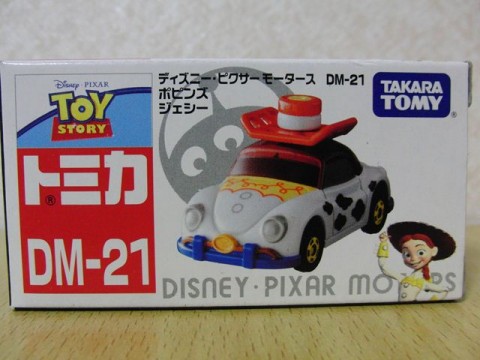 Disney · PIXAR
TOY
STORY
トミカ
®
DM-21
ディズニー・ピクサー モータース DM-21
ポピンズ
ジェシー
TAKARA
TOMY
DISNEY · PIXAR MOTORS